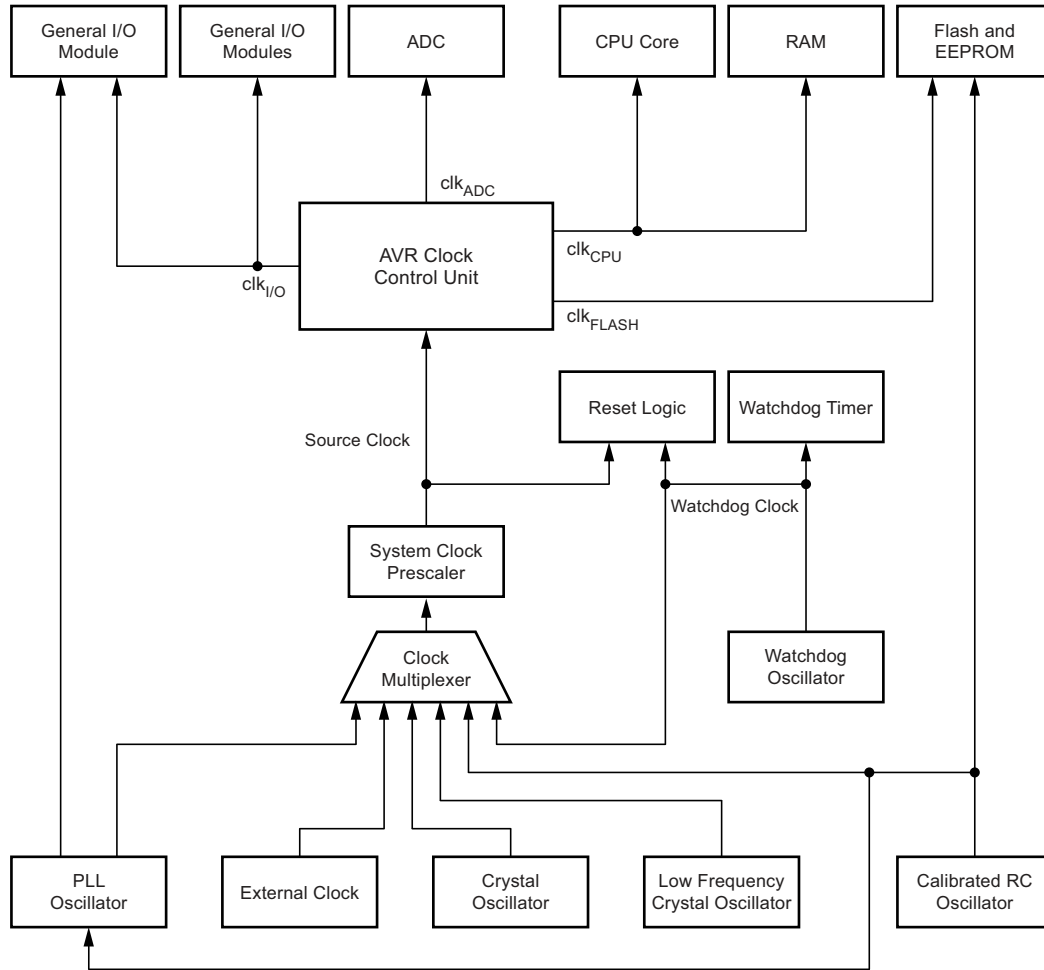 General I/O
Module
General I/O
Modules
ADC
CPU Core
RAM
Flash and
EEPROM
clkADC
AVR Clock
Control Unit
clkI/O
clkCPU
clkFLASH
Reset Logic
Watchdog Timer
Source Clock
Watchdog Clock
System Clock
Prescaler
Clock
Multiplexer
Watchdog
Oscillator
PLL
Oscillator
External Clock
Crystal
Oscillator
Low Frequency
Crystal Oscillator
Calibrated RC
Oscillator